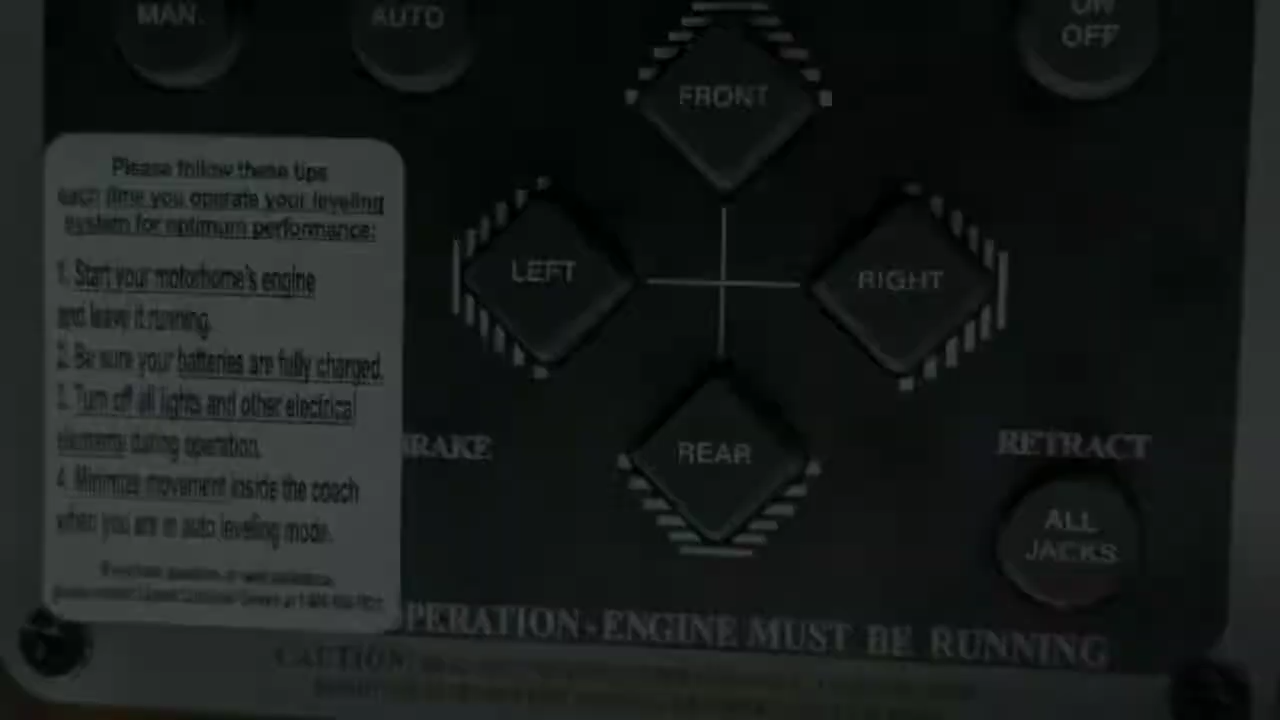 MAN.
AUTO
ON
OFF
FRONT
Please follow these tips
each time you operate your leveling
system for optimum performance:
LEFT
RIGHT
1. Start your motorhome's engine
and leave it running.
2. Be sure your batteries are fully charged.
3. Turn off all lights and other electrical
elements during operation.
BRAKE
REAR
RETRACT
4. Minimize movement inside the coach
when you are in auto leveling mode.
ALL
JACKS
PERATION - ENGINE MUST BE RUNNING
CAUTION: